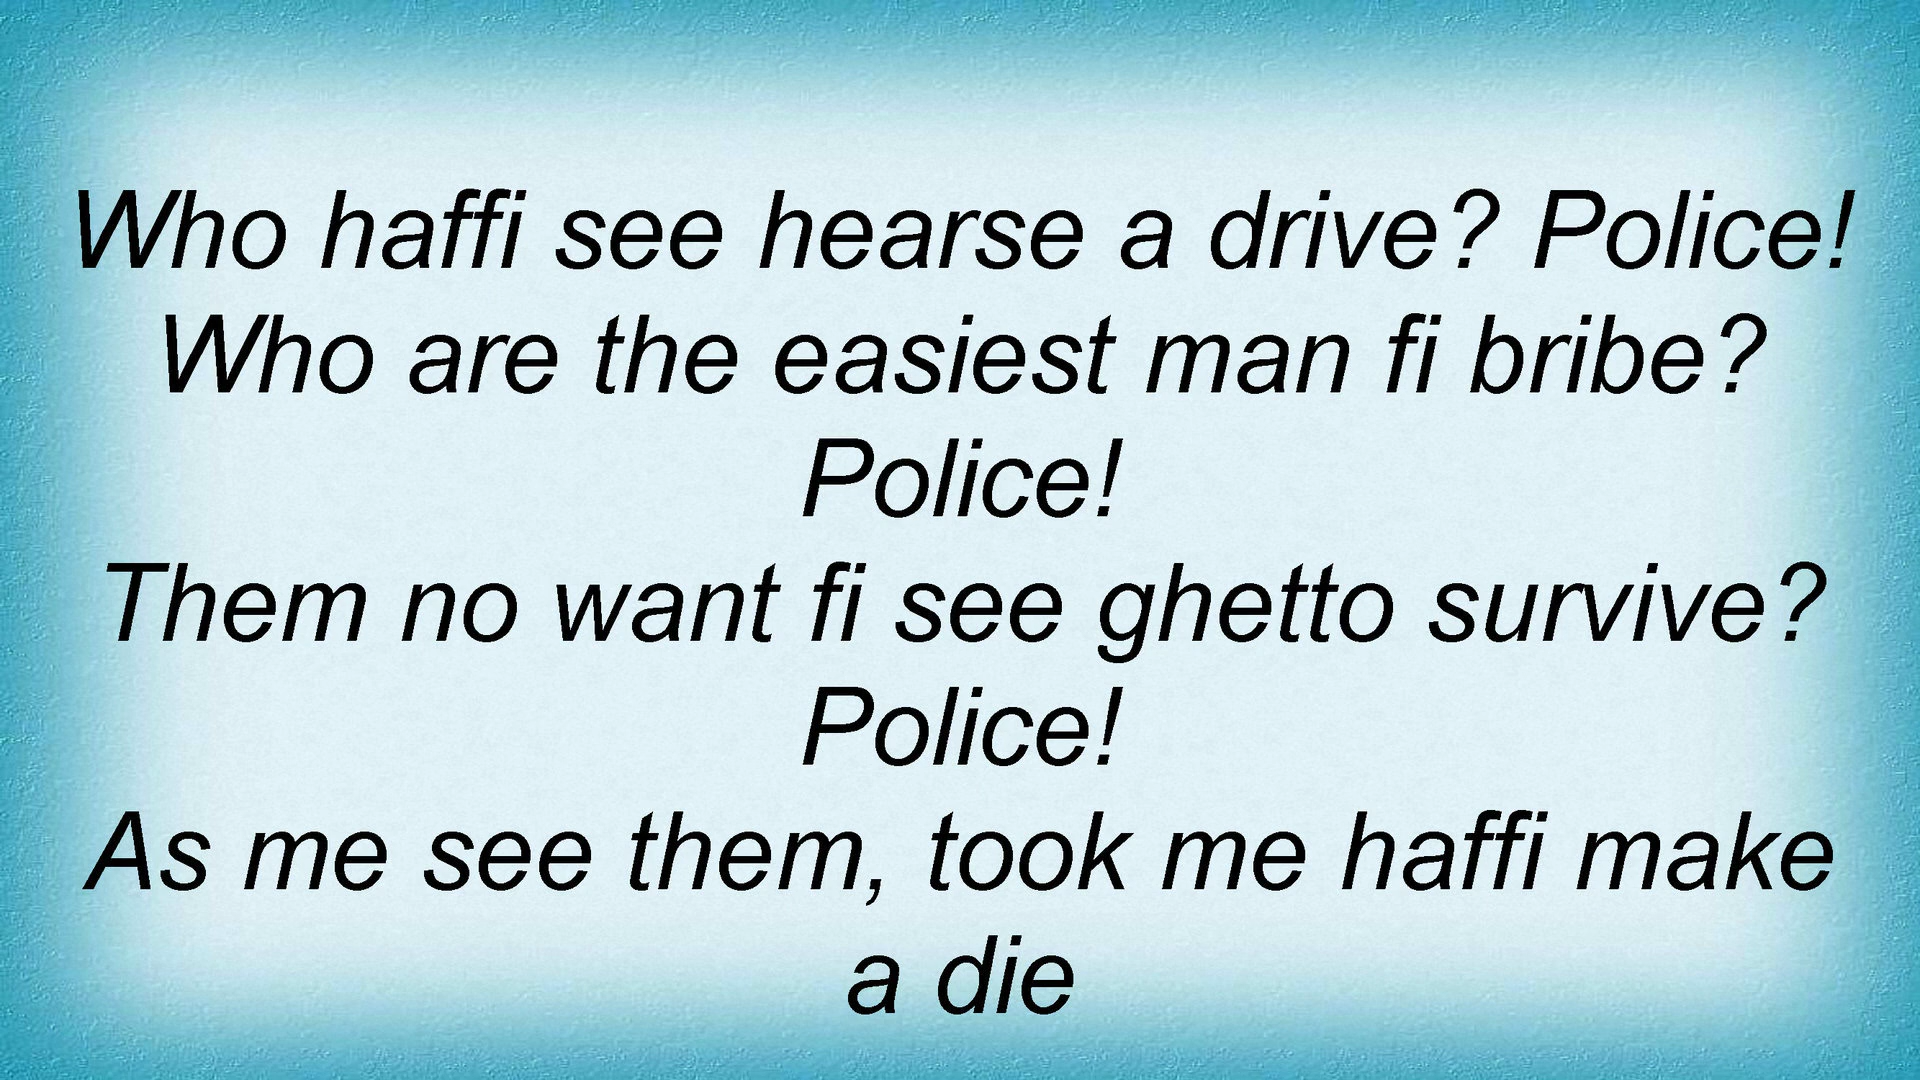 Who haffi see hearse a drive? Police!
Who are the easiest man fi bribe?
Police!
Them no want fi see ghetto survive?
Police!
As me see them, took me haffi make
a die